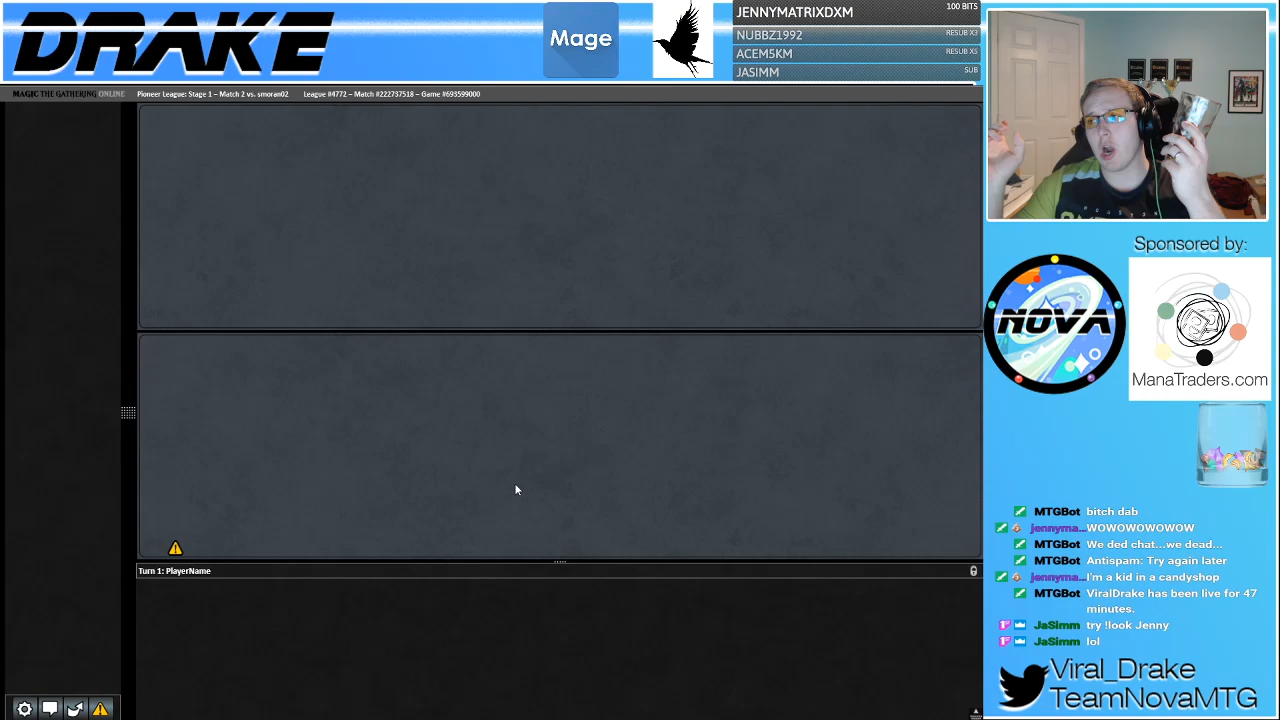 DRAKE
Mage
JENNYMATRIXDXM 100 BITS
NUBBZ1992 RESUB X3
ACEM5KM RESUB X5
JASIMM SUB
MAGIC THE GATHERING ONLINE Pioneer League: Stage 1 – Match 2 vs. smoran02 League #4772 – Match #222737518 – Game #693599000
Sponsored by:
NOVA
ManaTraders.com
Turn 1: PlayerName
MTGBot bitch dab
jennyma... WOWOWOWOWOW
MTGBot We ded chat...we dead...
MTGBot Antispam: Try again later
jennyma... I'm a kid in a candyshop
MTGBot ViralDrake has been live for 47
minutes.
JaSimm try !look Jenny
JaSimm lol
Viral_Drake
TeamNovaMTG